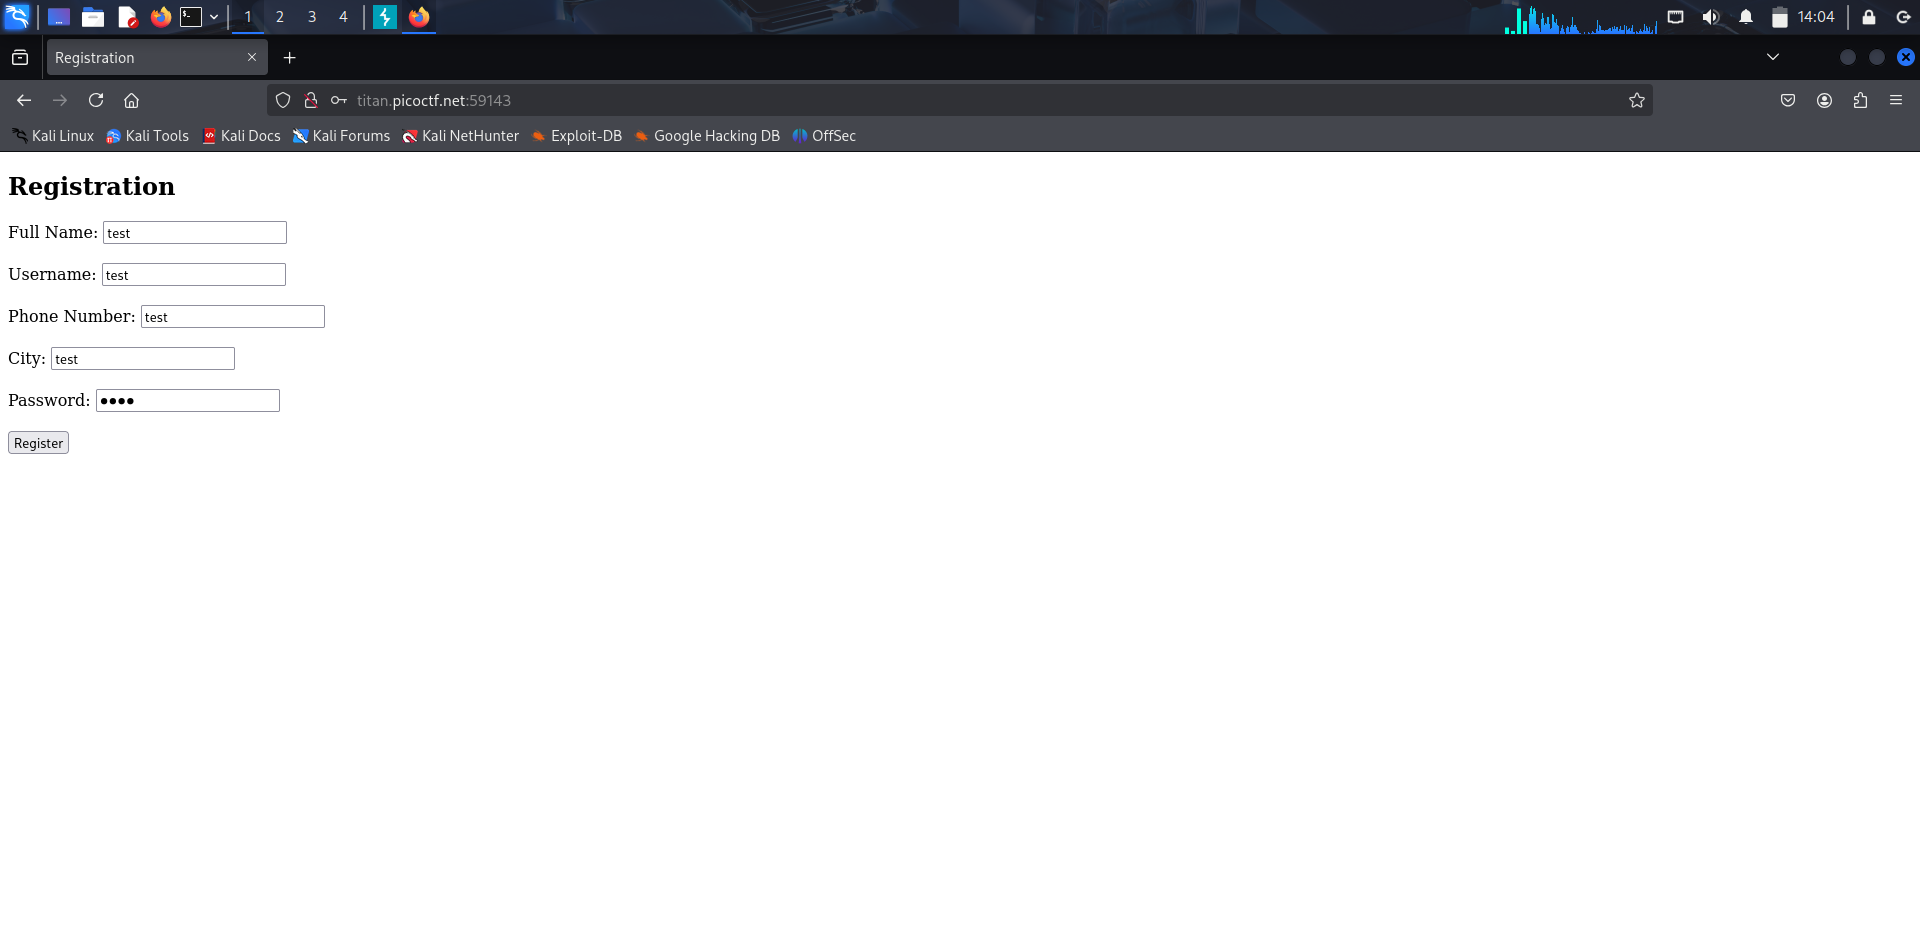 1 2 3 4 14:04
Registration
titan.picoctf.net:59143
Kali Linux Kali Tools Kali Docs Kali Forums Kali NetHunter Exploit-DB Google Hacking DB OffSec
Registration
Full Name: test
Username: test
Phone Number: test
City: test
Password: ••••
Register